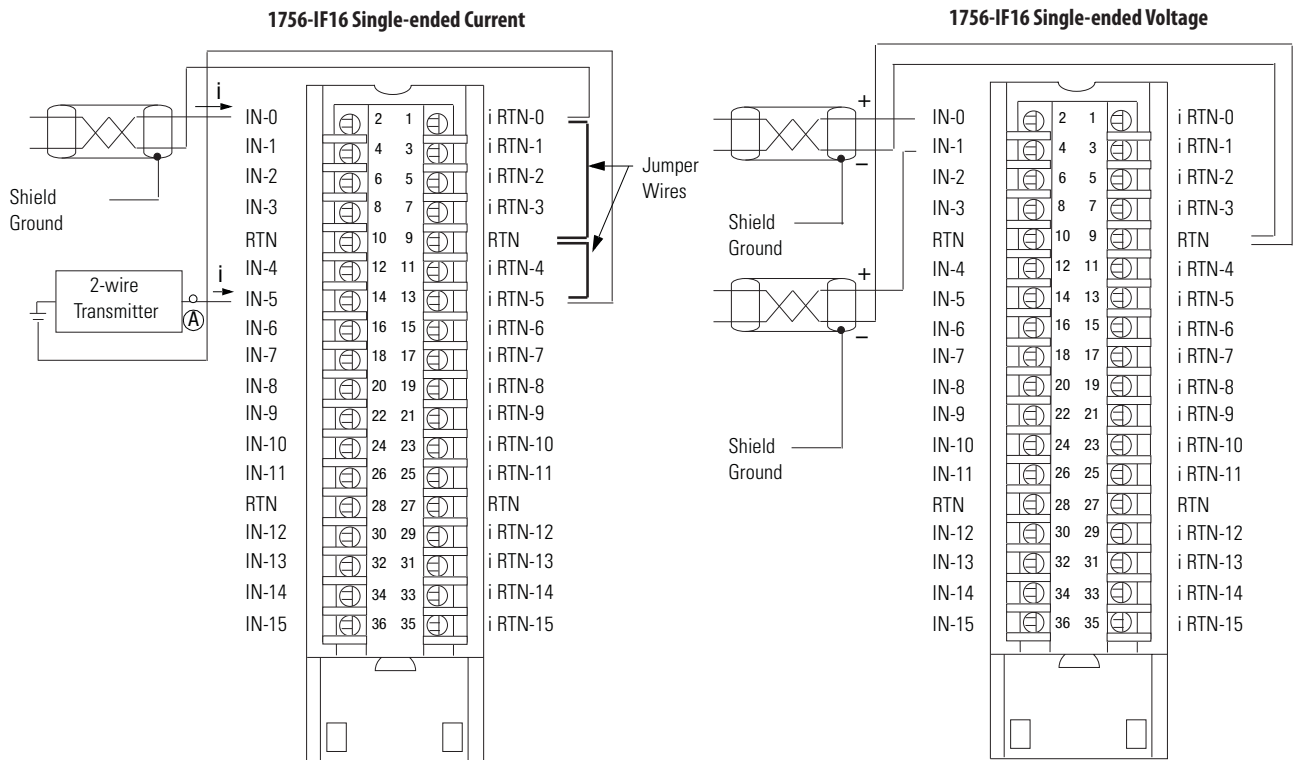 1756-IF16 Single-ended Current
i
IN-0 2 1 i RTN-0
IN-1 4 3 i RTN-1
IN-2 6 5 i RTN-2
IN-3 8 7 i RTN-3
RTN 10 9 RTN
IN-4 12 11 i RTN-4
IN-5 14 13 i RTN-5
IN-6 16 15 i RTN-6
IN-7 18 17 i RTN-7
IN-8 20 19 i RTN-8
IN-9 22 21 i RTN-9
IN-10 24 23 i RTN-10
IN-11 26 25 i RTN-11
RTN 28 27 RTN
IN-12 30 29 i RTN-12
IN-13 32 31 i RTN-13
IN-14 34 33 i RTN-14
IN-15 36 35 i RTN-15
Shield
Ground
i
2-wire
Transmitter
A
Jumper
Wires
1756-IF16 Single-ended Voltage
+
–
Shield
Ground
+
–
Shield
Ground
IN-0 2 1 i RTN-0
IN-1 4 3 i RTN-1
IN-2 6 5 i RTN-2
IN-3 8 7 i RTN-3
RTN 10 9 RTN
IN-4 12 11 i RTN-4
IN-5 14 13 i RTN-5
IN-6 16 15 i RTN-6
IN-7 18 17 i RTN-7
IN-8 20 19 i RTN-8
IN-9 22 21 i RTN-9
IN-10 24 23 i RTN-10
IN-11 26 25 i RTN-11
RTN 28 27 RTN
IN-12 30 29 i RTN-12
IN-13 32 31 i RTN-13
IN-14 34 33 i RTN-14
IN-15 36 35 i RTN-15